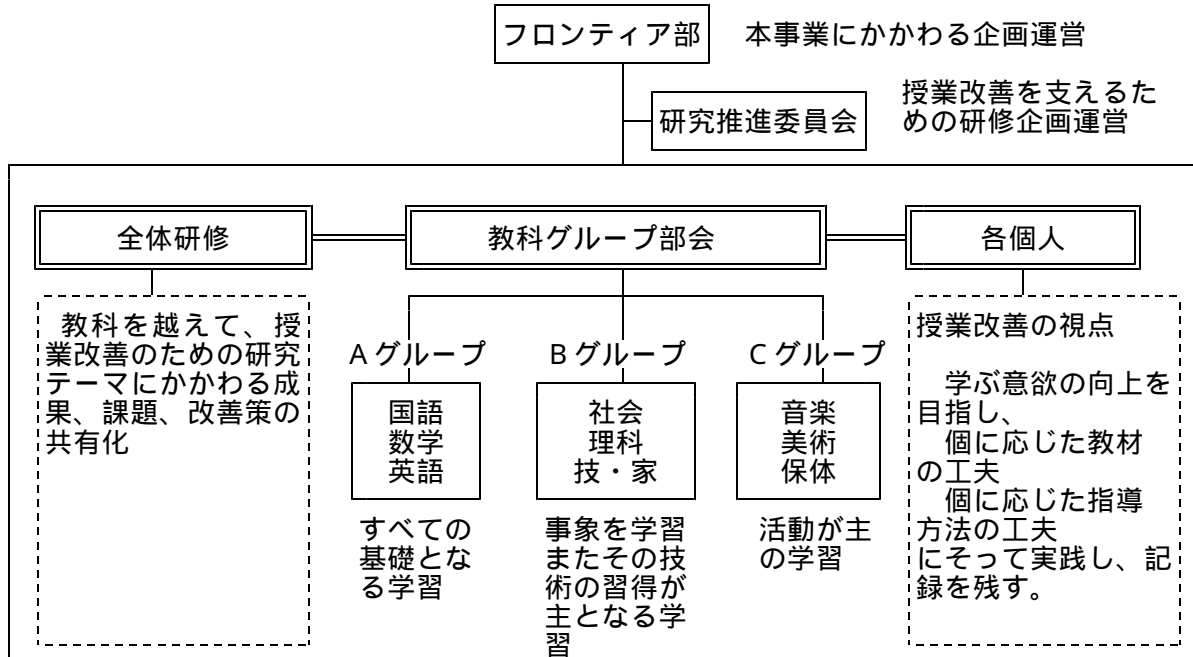 フロンティア部
本事業にかかわる企画運営
研究推進委員会
授業改善を支えるた
めの研修企画運営
全体研修
教科グループ部会
各個人
教科を越えて、授
業改善のための研究
テーマにかかわる成
果、課題、改善策の
共有化
Aグループ
国語
数学
英語
すべての
基礎とな
る学習
Bグループ
社会
理科
技・家
事象を学習
またその技
術の習得が
主となる学
習
Cグループ
音楽
美術
保体
活動が主
の学習
授業改善の視点
学ぶ意欲の向上を
目指し、
個に応じた教材
の工夫
個に応じた指導
方法の工夫
にそって実践し、記
録を残す。